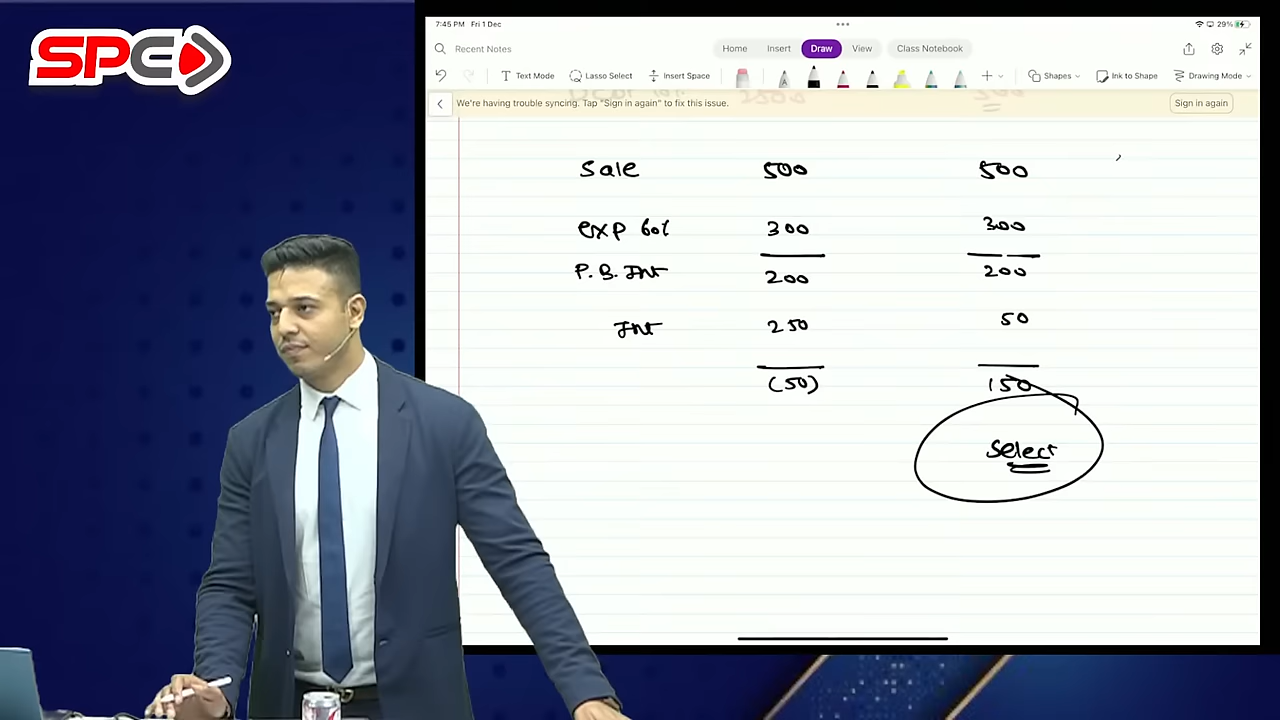 SPC
7:45 PM Fri 1 Dec
29%
Recent Notes
Home Insert Draw View Class Notebook
Text Mode Lasso Select Insert Space Shapes Ink to Shape Drawing Mode
We're having trouble syncing. Tap "Sign in again" to fix this issue.
Sign in again
Sale 500 500
exp 300 300
P.B. Int 200 200
Int 250 50
(50) 150
Select